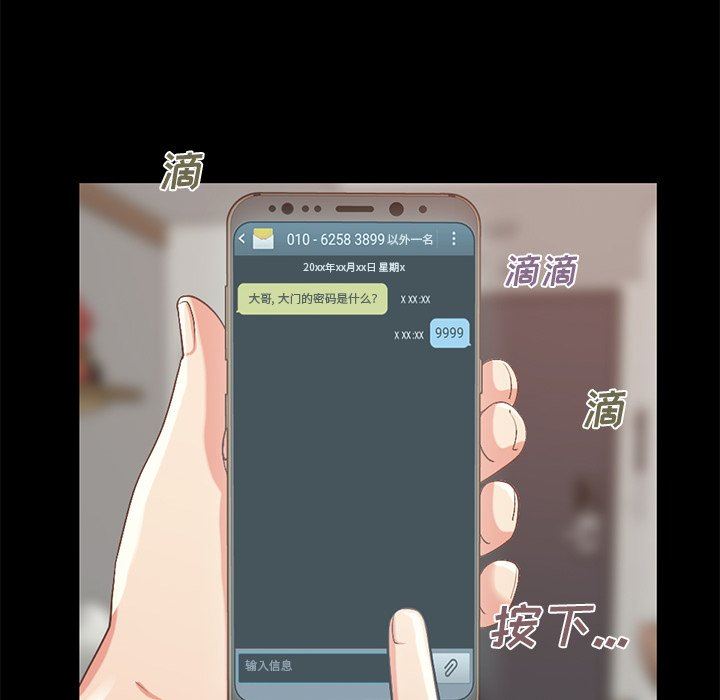 滴
010 - 6258 3899 以外一名
20xx年xx月xx日 星期x
滴滴
大哥, 大门的密码是什么? X XX :XX
X XX :XX 9999
滴
按下...
输入信息